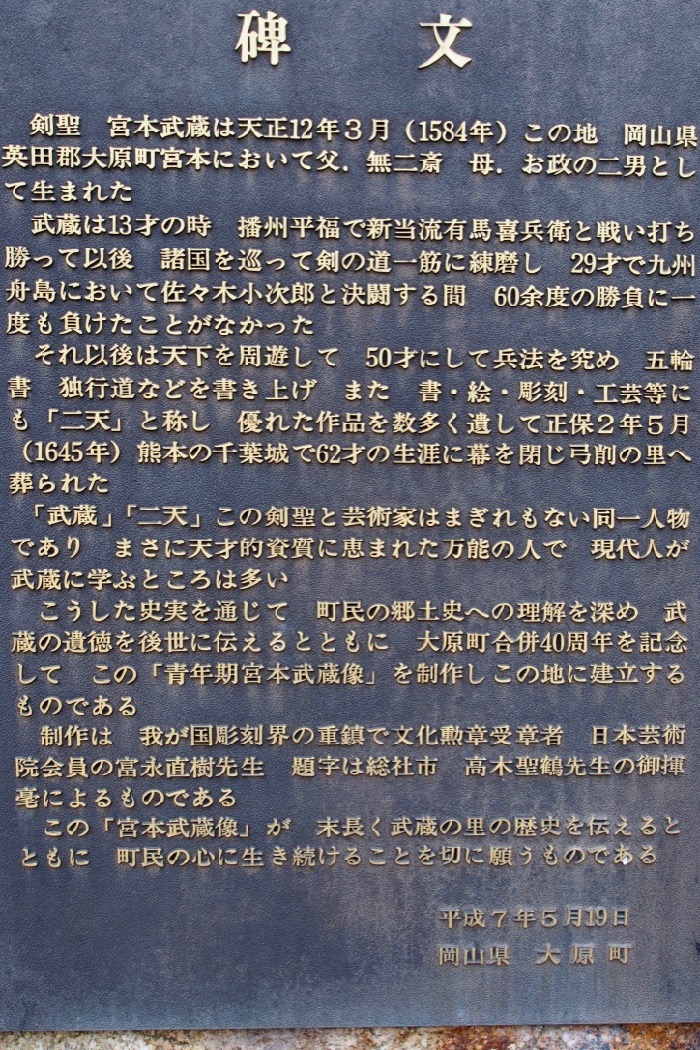 碑　文
剣聖　宮本武蔵は天正12年３月（1584年）この地　岡山県
英田郡大原町宮本において父．無二斎　母．お政の二男とし
て生まれた
武蔵は13才の時　播州平福で新当流有馬喜兵衛と戦い打ち
勝って以後　諸国を巡って剣の道一筋に練磨し　29才で九州
舟島において佐々木小次郎と決闘する間　60余度の勝負に一
度も負けたことがなかった
それ以後は天下を周遊して　50才にして兵法を究め　五輪
書　独行道などを書き上げ　また　書・絵・彫刻・工芸等に
も「二天」と称し　優れた作品を数多く遺して正保２年５月
（1645年）熊本の千葉城で62才の生涯に幕を閉じ弓削の里へ
葬られた
「武蔵」「二天」この剣聖と芸術家はまぎれもない同一人物
であり　まさに天才的資質に恵まれた万能の人で　現代人が
武蔵に学ぶところは多い
こうした史実を通じて　町民の郷土史への理解を深め　武
蔵の遺徳を後世に伝えるとともに　大原町合併40周年を記念
して　この「青年期宮本武蔵像」を制作しこの地に建立する
ものである
制作は　我が国彫刻界の重鎮で文化勲章受章者　日本芸術
院会員の富永直樹先生　題字は総社市　高木聖鶴先生の御揮
毫によるものである
この「宮本武蔵像」が　末長く武蔵の里の歴史を伝えると
ともに　町民の心に生き続けることを切に願うものである
平成７年５月19日
岡山県　大原町